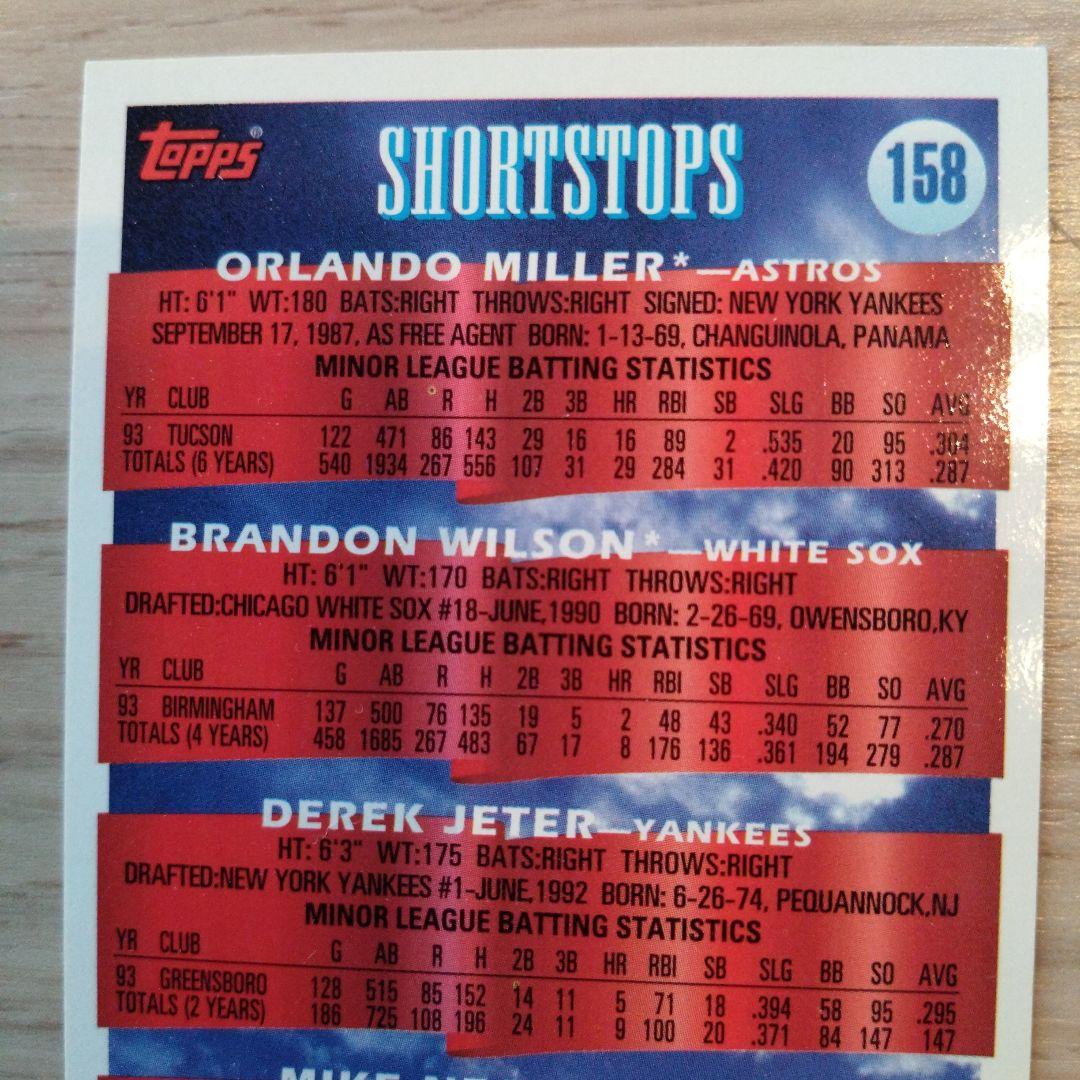 Topps® SHORTSTOPS 158
ORLANDO MILLER*—ASTROS
HT: 6'1" WT:180 BATS:RIGHT THROWS:RIGHT SIGNED: NEW YORK YANKEES
SEPTEMBER 17, 1987, AS FREE AGENT BORN: 1-13-69, CHANGUINOLA, PANAMA
MINOR LEAGUE BATTING STATISTICS
YR CLUB G AB R H 2B 3B HR RBI SB SLG BB SO AVG
93 TUCSON 122 471 86 143 29 16 16 89 2 .535 20 95 .304
TOTALS (6 YEARS) 540 1934 267 556 107 31 29 284 31 .420 90 313 .287
BRANDON WILSON*—WHITE SOX
HT: 6'1" WT:170 BATS:RIGHT THROWS:RIGHT
DRAFTED:CHICAGO WHITE SOX #18-JUNE,1990 BORN: 2-26-69, OWENSBORO,KY
MINOR LEAGUE BATTING STATISTICS
YR CLUB G AB R H 2B 3B HR RBI SB SLG BB SO AVG
93 BIRMINGHAM 137 500 76 135 19 5 2 48 43 .340 52 77 .270
TOTALS (4 YEARS) 458 1685 267 483 67 17 8 176 136 .361 194 279 .287
DEREK JETER—YANKEES
HT: 6'3" WT:175 BATS:RIGHT THROWS:RIGHT
DRAFTED:NEW YORK YANKEES #1-JUNE,1992 BORN: 6-26-74, PEQUANNOCK,NJ
MINOR LEAGUE BATTING STATISTICS
YR CLUB G AB R H 2B 3B HR RBI SB SLG BB SO AVG
93 GREENSBORO 128 515 85 152 14 11 5 71 18 .394 58 95 .295
TOTALS (2 YEARS) 186 725 108 196 24 11 9 100 20 .371 84 147 147
MIKE